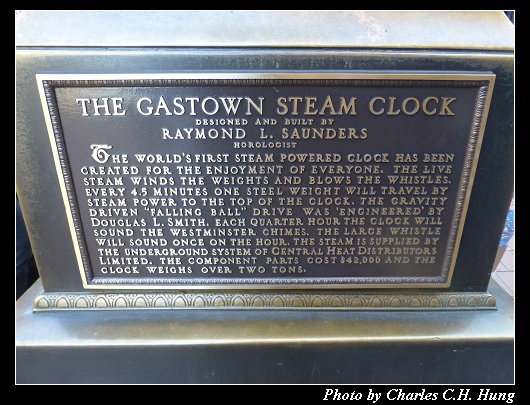 THE GASTOWN STEAM CLOCK
DESIGNED AND BUILT BY
RAYMOND L. SAUNDERS
HOROLOGIST
THE WORLD'S FIRST STEAM POWERED CLOCK HAS BEEN
CREATED FOR THE ENJOYMENT OF EVERYONE. THE LIVE
STEAM WINDS THE WEIGHTS AND BLOWS THE WHISTLES.
EVERY 4.5 MINUTES ONE STEEL WEIGHT WILL TRAVEL BY
STEAM POWER TO THE TOP OF THE CLOCK. THE GRAVITY
DRIVEN "FALLING BALL" DRIVE WAS 'ENGINEERED' BY
DOUGLAS L. SMITH. EACH QUARTER HOUR THE CLOCK WILL
SOUND THE WESTMINSTER CHIMES. THE LARGE WHISTLE
WILL SOUND ONCE ON THE HOUR. THE STEAM IS SUPPLIED BY
THE UNDERGROUND SYSTEM OF CENTRAL HEAT DISTRIBUTORS
LIMITED. THE COMPONENT PARTS COST $42,000 AND THE
CLOCK WEIGHS OVER TWO TONS.
Photo by Charles C.H. Hung